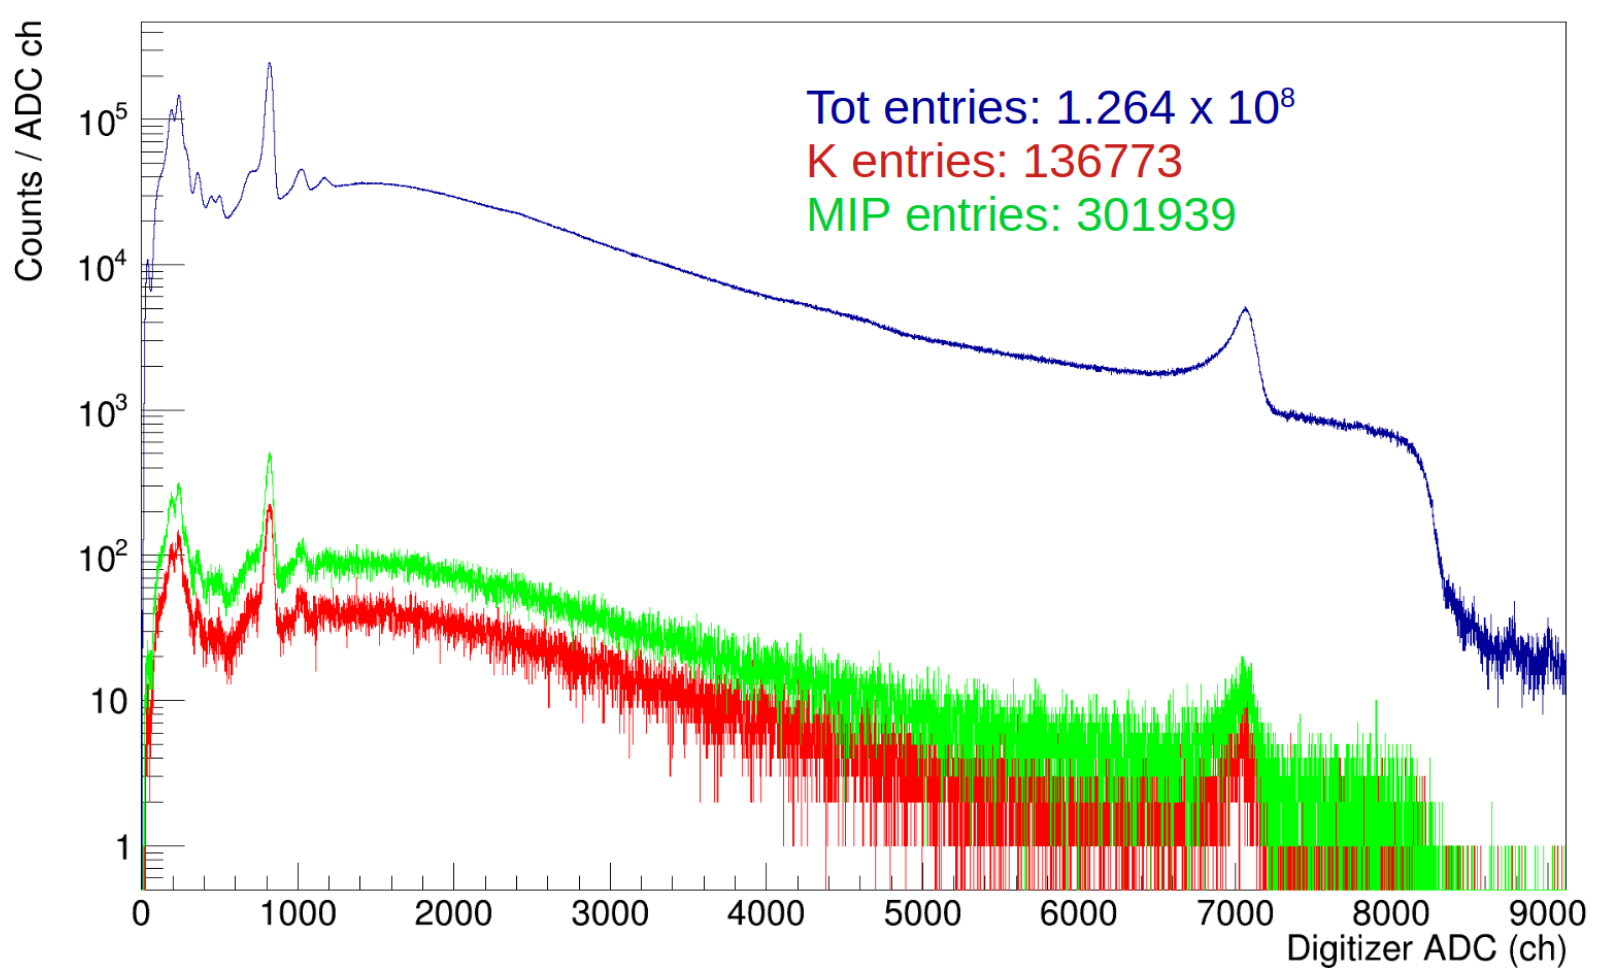 Counts / ADC ch
Tot entries: 1.264 x 10⁸
K entries: 136773
MIP entries: 301939
10⁵
10⁴
10³
10²
10
1
0 1000 2000 3000 4000 5000 6000 7000 8000 9000
Digitizer ADC (ch)